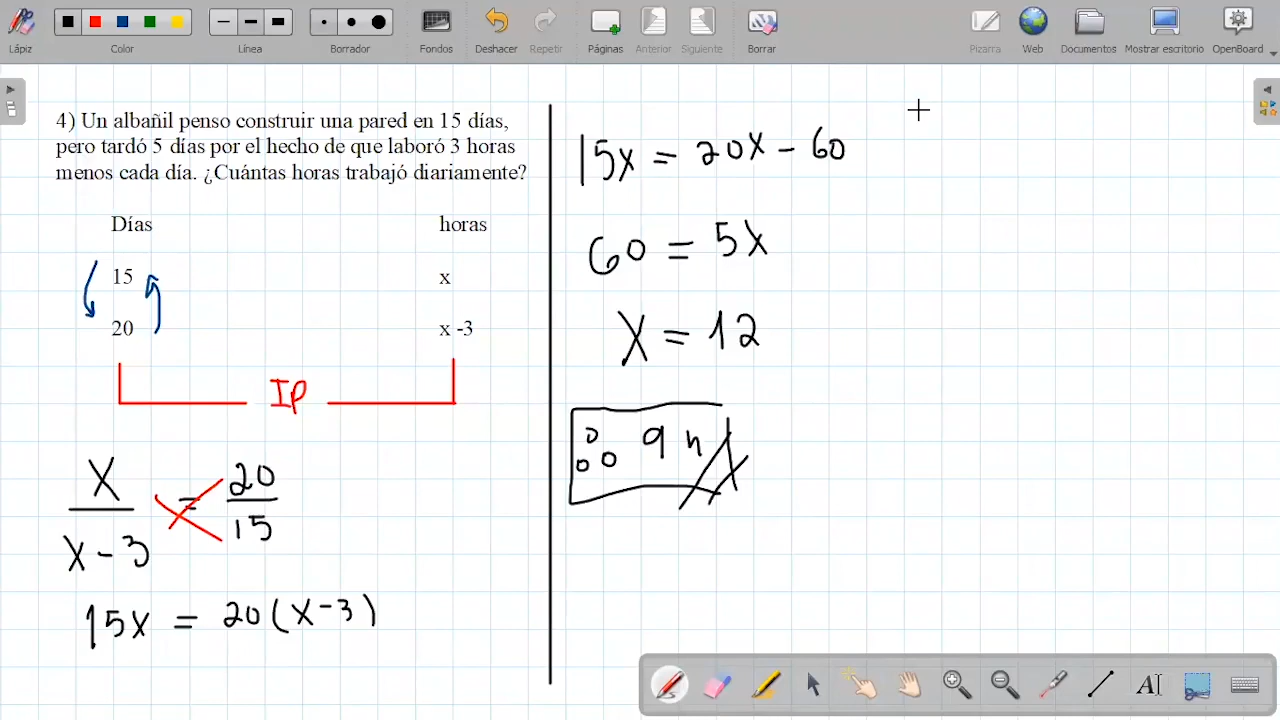 Lápiz
Color
Línea
Borrador
Fondos
Deshacer
Repetir
Páginas
Anterior
Siguiente
Borrar
Pizarra
Web
Documentos
Mostrar escritorio
OpenBoard
4) Un albañil penso construir una pared en 15 días,
pero tardó 5 días por el hecho de que laboró 3 horas
menos cada día. ¿Cuántas horas trabajó diariamente?
Días horas
15 x
20 x -3
IP
X / X - 3 = 20 / 15
15X = 20(X-3)
15X = 20X - 60
60 = 5X
X = 12
9 h
AI